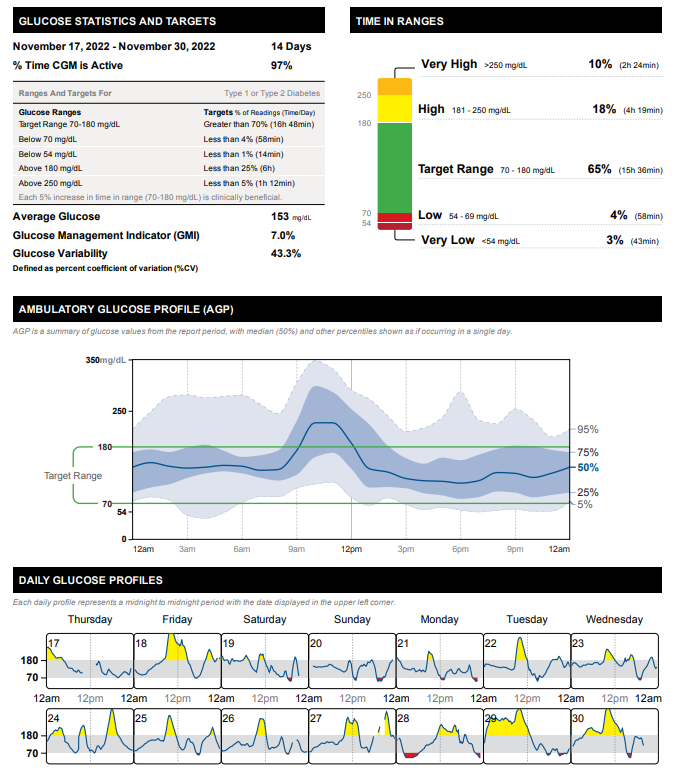 GLUCOSE STATISTICS AND TARGETS
November 17, 2022 - November 30, 2022 14 Days
% Time CGM is Active 97%
Ranges And Targets For Type 1 or Type 2 Diabetes
Glucose Ranges Targets % of Readings (Time/Day)
Target Range 70-180 mg/dL Greater than 70% (16h 48min)
Below 70 mg/dL Less than 4% (58min)
Below 54 mg/dL Less than 1% (14min)
Above 180 mg/dL Less than 25% (6h)
Above 250 mg/dL Less than 5% (1h 12min)
Each 5% increase in time in range (70-180 mg/dL) is clinically beneficial.
Average Glucose 153 mg/dL
Glucose Management Indicator (GMI) 7.0%
Glucose Variability 43.3%
Defined as percent coefficient of variation (%CV)
TIME IN RANGES
Very High >250 mg/dL 10% (2h 24min)
250
High 181 - 250 mg/dL 18% (4h 19min)
180
Target Range 70 - 180 mg/dL 65% (15h 36min)
70
Low 54 - 69 mg/dL 4% (58min)
54
Very Low <54 mg/dL 3% (43min)
AMBULATORY GLUCOSE PROFILE (AGP)
AGP is a summary of glucose values from the report period, with median (50%) and other percentiles shown as if occurring in a single day.
350mg/dL
250
95%
180
75%
Target Range
50%
25%
70
5%
54
0
12am 3am 6am 9am 12pm 3pm 6pm 9pm 12am
DAILY GLUCOSE PROFILES
Each daily profile represents a midnight to midnight period with the date displayed in the upper left corner.
Thursday Friday Saturday Sunday Monday Tuesday Wednesday
17 18 19 20 21 22 23
180
70
12am 12pm 12am 12pm 12am 12pm 12am 12pm 12am 12pm 12am 12pm 12am 12pm 12am
24 25 26 27 28 29 30
180
70